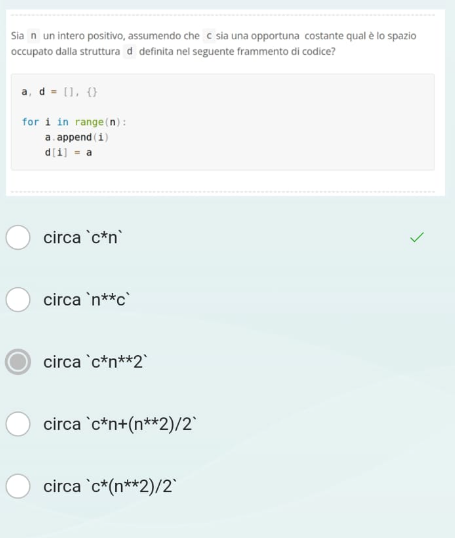 Sia n un intero positivo, assumendo che c sia una opportuna costante qual è lo spazio
occupato dalla struttura d definita nel seguente frammento di codice?
a, d = [], {}
for i in range(n):
    a.append(i)
    d[i] = a
circa `c*n`
circa `n**c`
circa `c*n**2`
circa `c*n+(n**2)/2`
circa `c*(n**2)/2`